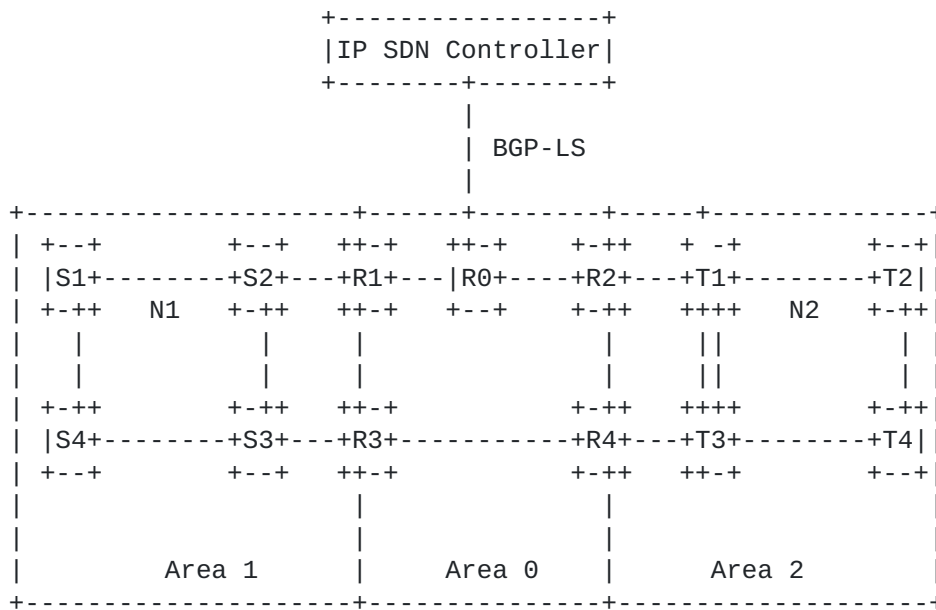 IP SDN Controller
BGP-LS
S1 S2 R1 R0 R2 T1 T2
N1 N2
S4 S3 R3 R4 T3 T4
Area 1 Area 0 Area 2